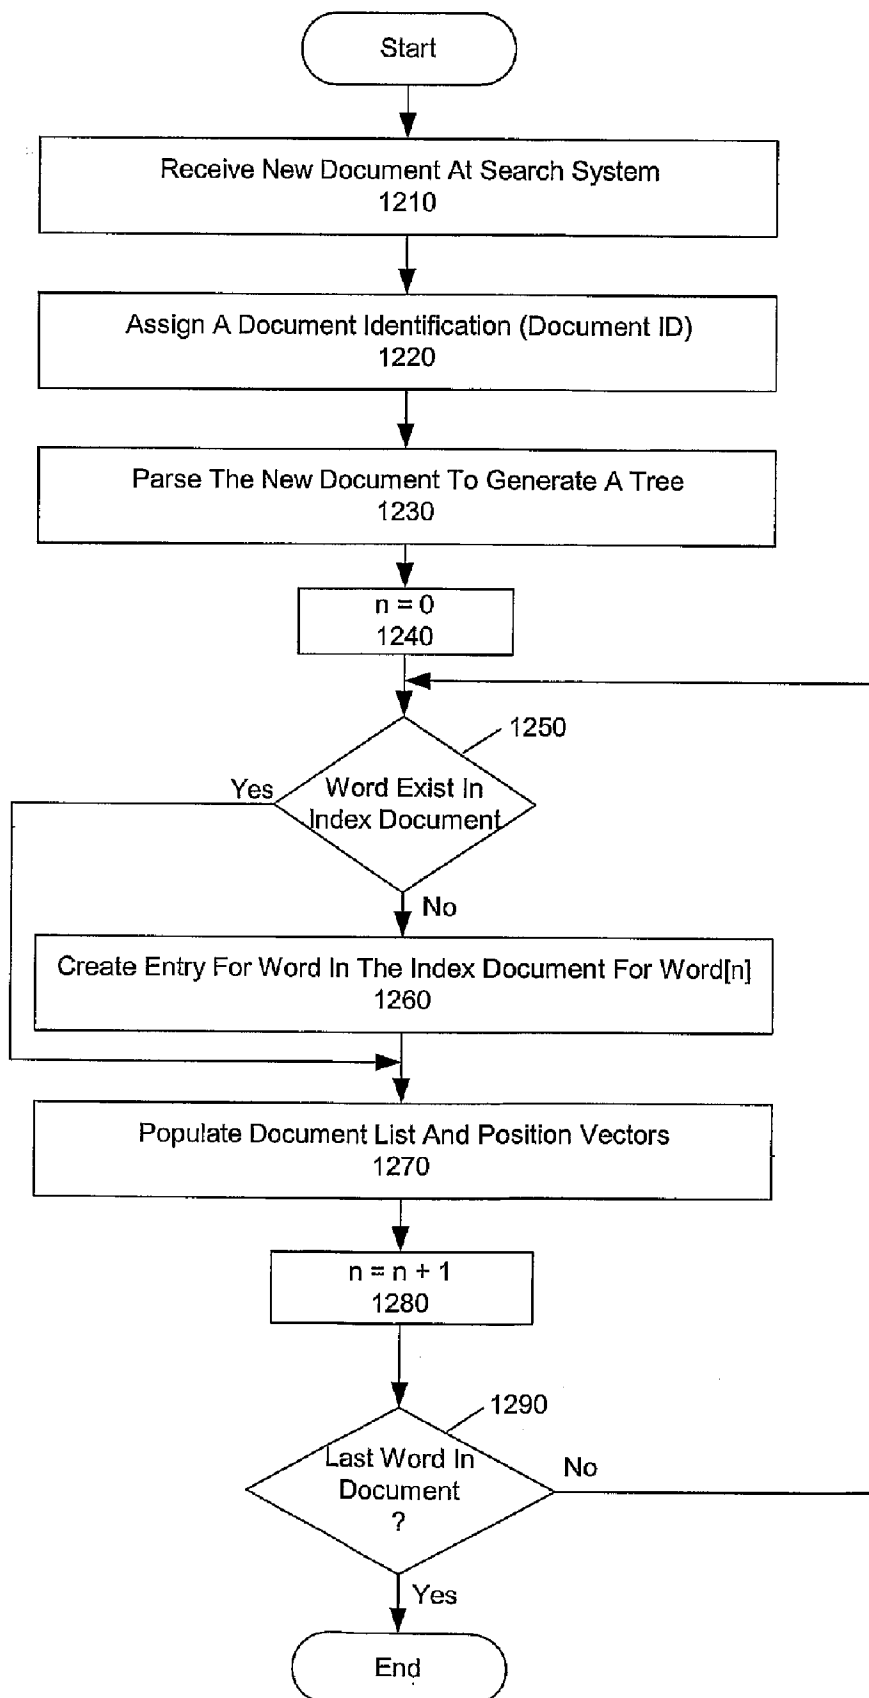 Start
Receive New Document At Search System
1210
Assign A Document Identification (Document ID)
1220
Parse The New Document To Generate A Tree
1230
n = 0
1240
1250
Yes
Word Exist In
Index Document
No
Create Entry For Word In The Index Document For Word[n]
1260
Populate Document List And Position Vectors
1270
n = n + 1
1280
1290
Last Word In
Document
?
No
Yes
End